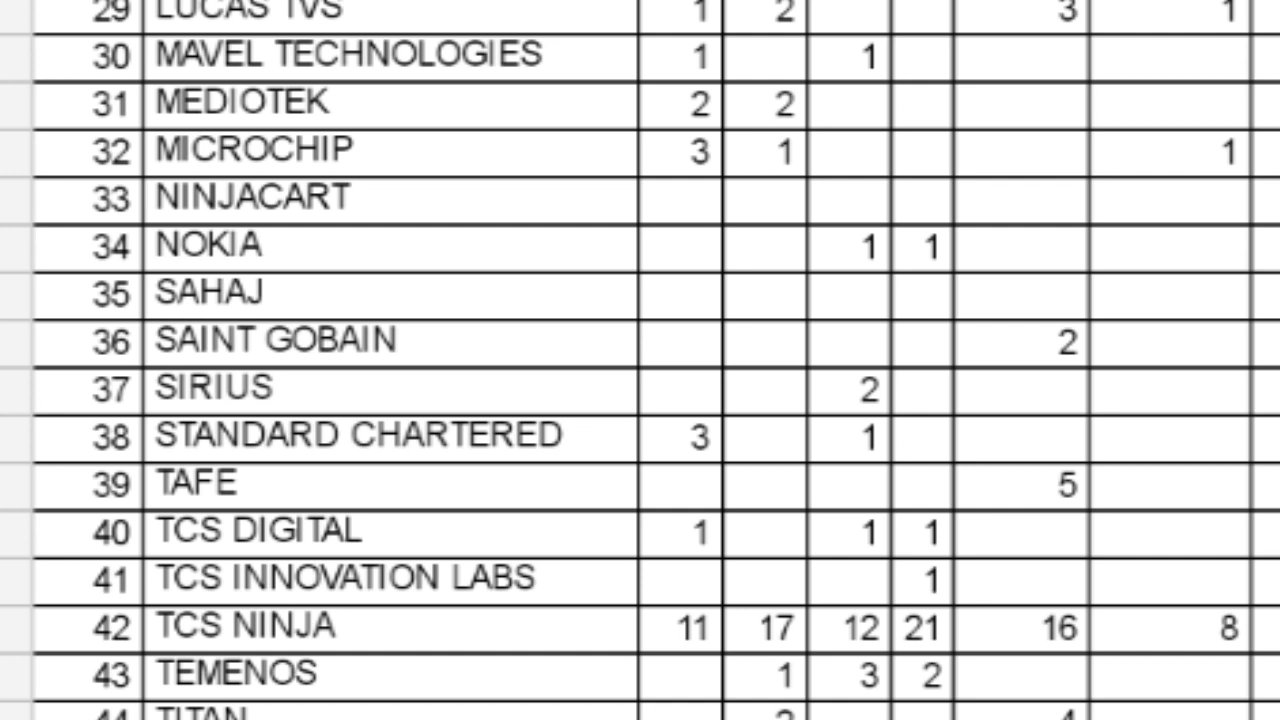 29 LUCAS TVS 1 2 3 1
30 MAVEL TECHNOLOGIES 1 1
31 MEDIOTEK 2 2
32 MICROCHIP 3 1 1
33 NINJACART
34 NOKIA 1 1
35 SAHAJ
36 SAINT GOBAIN 2
37 SIRIUS 2
38 STANDARD CHARTERED 3 1
39 TAFE 5
40 TCS DIGITAL 1 1 1
41 TCS INNOVATION LABS 1
42 TCS NINJA 11 17 12 21 16 8
43 TEMENOS 1 3 2
44 TITAN 2 4